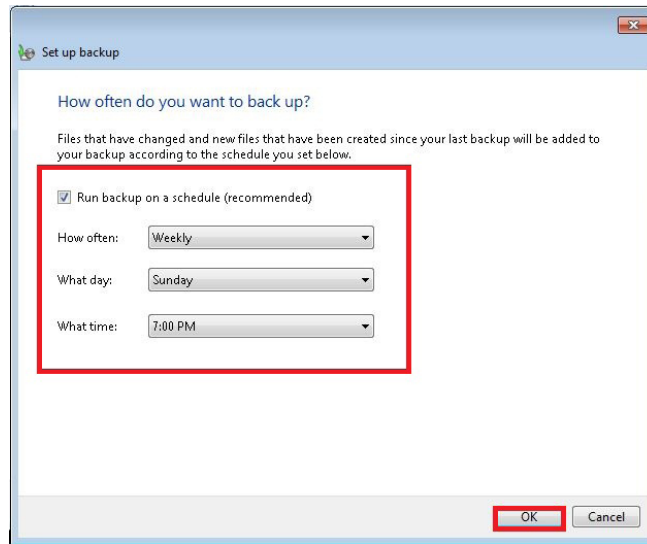 Set up backup
How often do you want to back up?
Files that have changed and new files that have been created since your last backup will be added to
your backup according to the schedule you set below.
Run backup on a schedule (recommended)
How often: Weekly
What day: Sunday
What time: 7:00 PM
OK Cancel